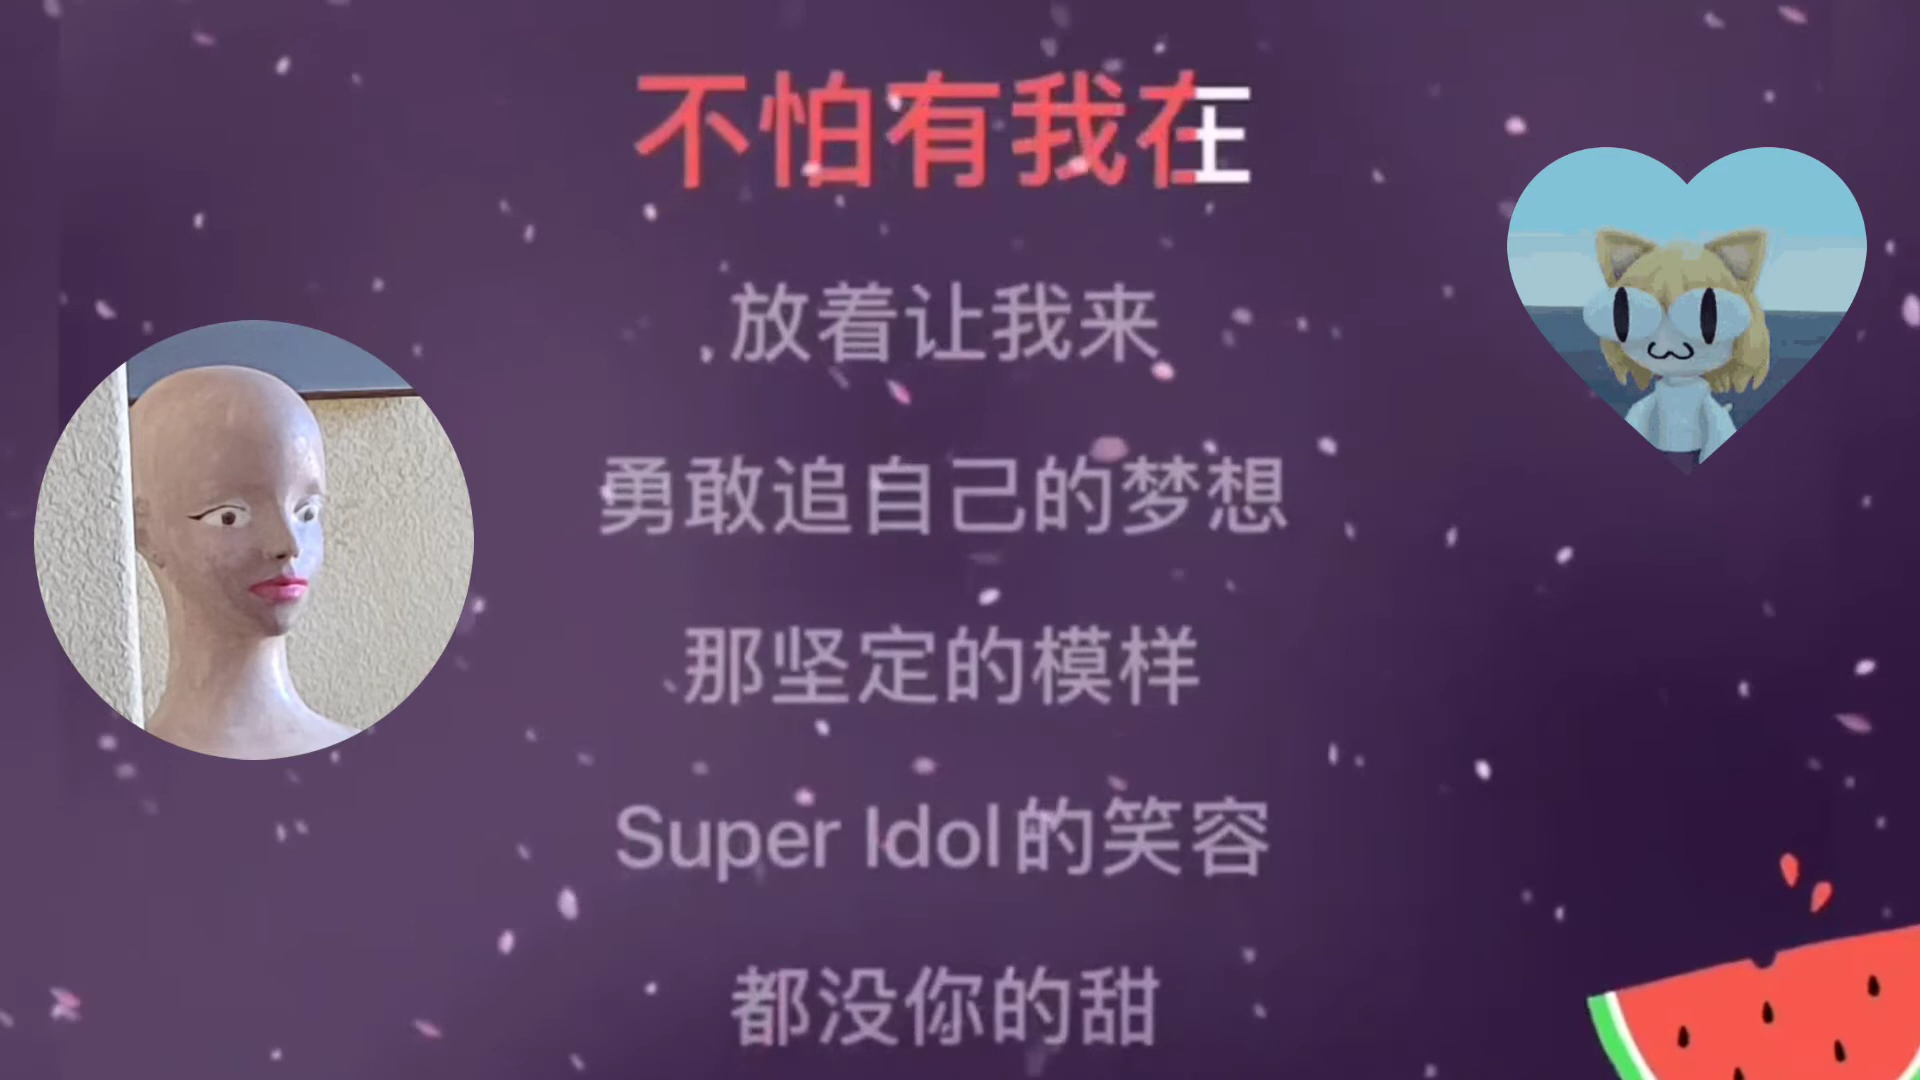 不怕有我在
放着让我来
勇敢追自己的梦想
那坚定的模样
Super Idol的笑容
都没你的甜